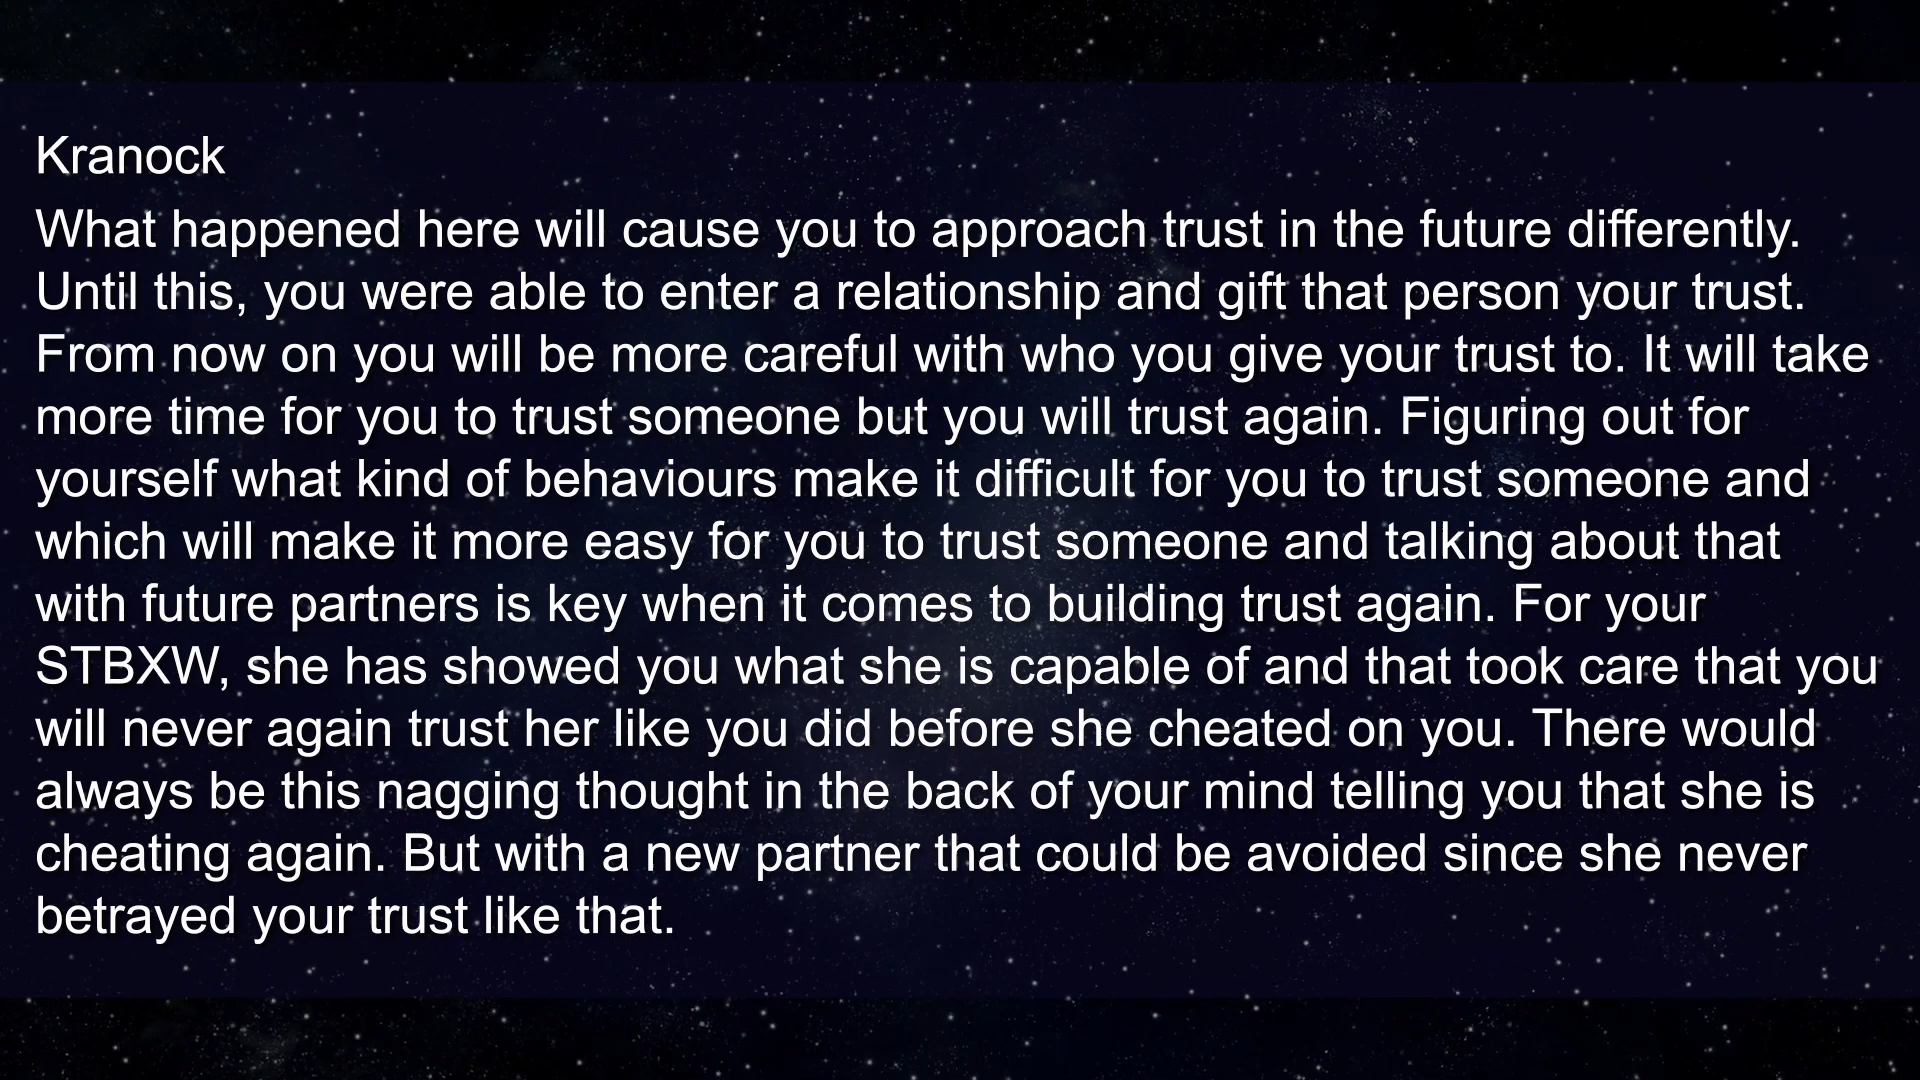 Kranock
What happened here will cause you to approach trust in the future differently.
Until this, you were able to enter a relationship and gift that person your trust.
From now on you will be more careful with who you give your trust to. It will take
more time for you to trust someone but you will trust again. Figuring out for
yourself what kind of behaviours make it difficult for you to trust someone and
which will make it more easy for you to trust someone and talking about that
with future partners is key when it comes to building trust again. For your
STBXW, she has showed you what she is capable of and that took care that you
will never again trust her like you did before she cheated on you. There would
always be this nagging thought in the back of your mind telling you that she is
cheating again. But with a new partner that could be avoided since she never
betrayed your trust like that.